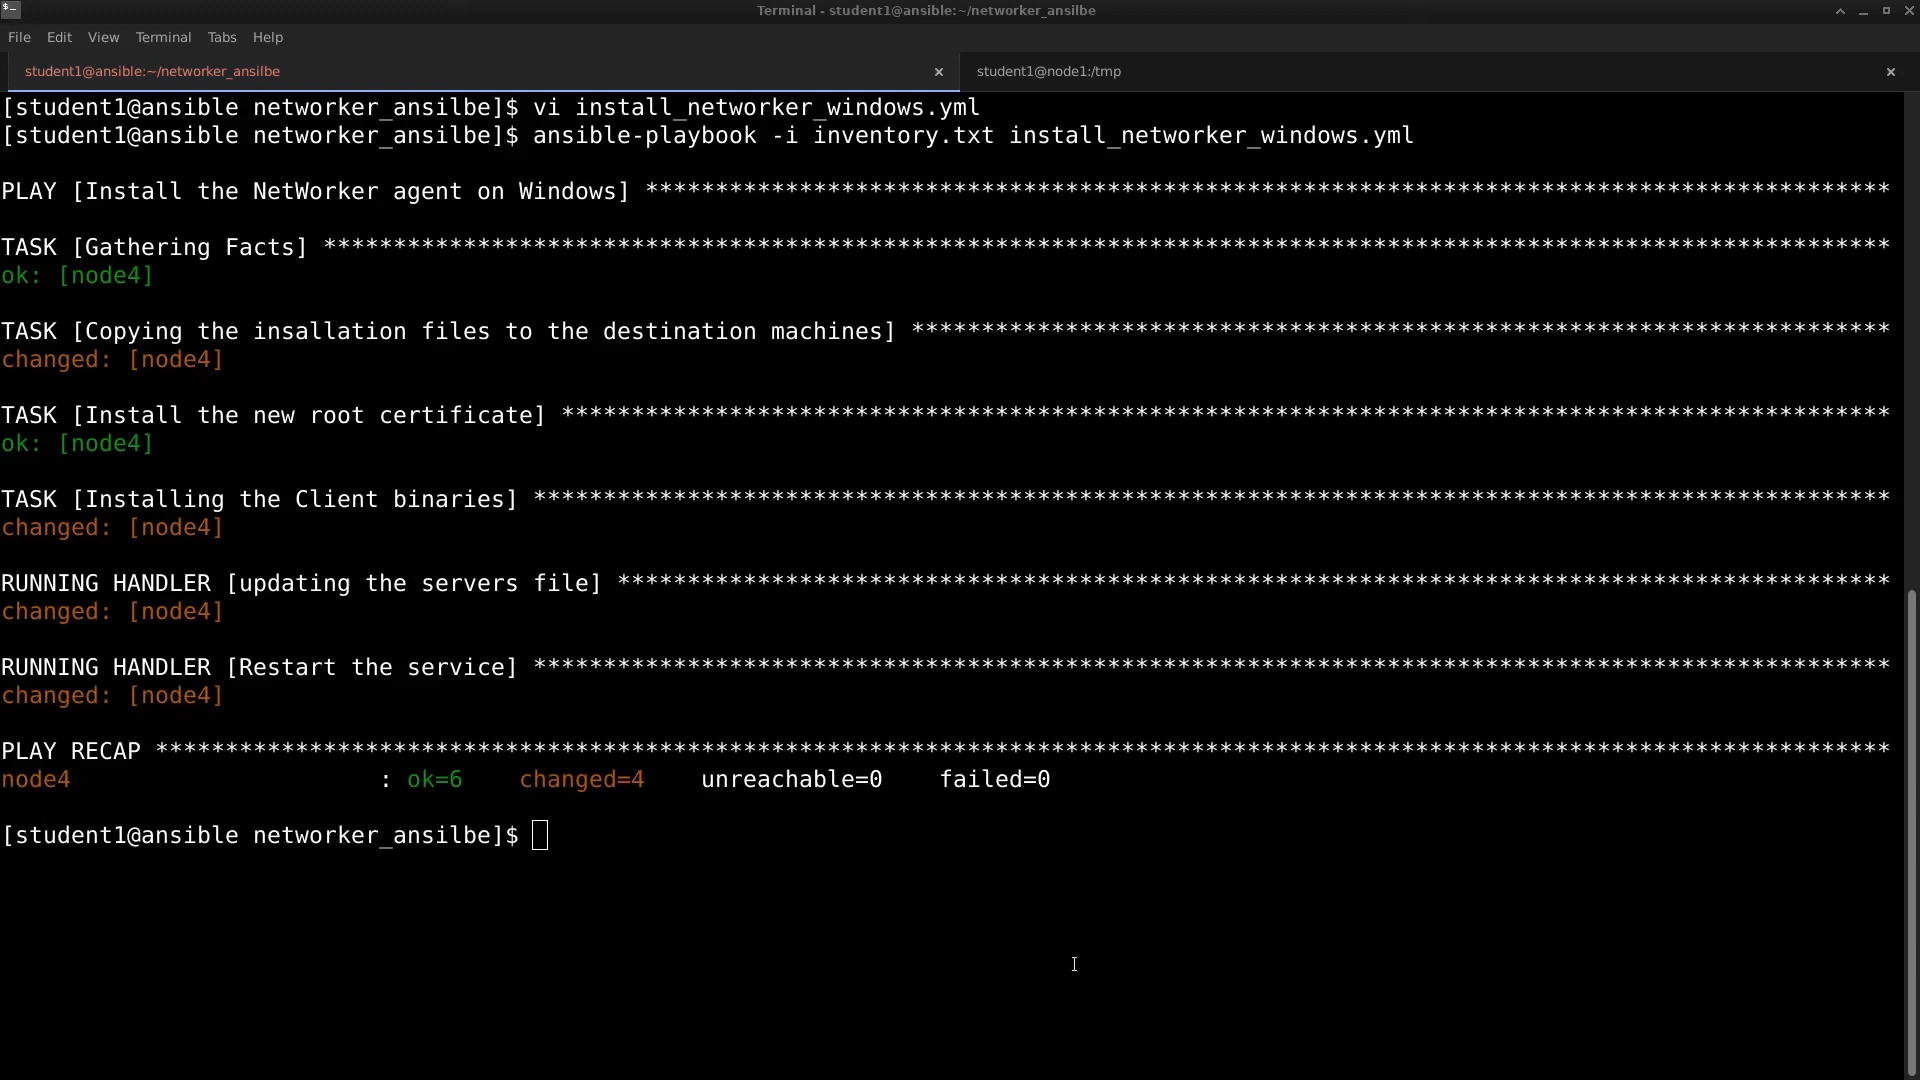 Terminal - student1@ansible:~/networker_ansilbe
File Edit View Terminal Tabs Help
student1@ansible:~/networker_ansilbe student1@node1:/tmp
[student1@ansible networker_ansilbe]$ vi install_networker_windows.yml
[student1@ansible networker_ansilbe]$ ansible-playbook -i inventory.txt install_networker_windows.yml
PLAY [Install the NetWorker agent on Windows] *****************************************************************************************
TASK [Gathering Facts] ****************************************************************************************************************
ok: [node4]
TASK [Copying the insallation files to the destination machines] **********************************************************************
changed: [node4]
TASK [Install the new root certificate] ***********************************************************************************************
ok: [node4]
TASK [Installing the Client binaries] *************************************************************************************************
changed: [node4]
RUNNING HANDLER [updating the servers file] *******************************************************************************************
changed: [node4]
RUNNING HANDLER [Restart the service] *************************************************************************************************
changed: [node4]
PLAY RECAP ****************************************************************************************************************************
node4 : ok=6 changed=4 unreachable=0 failed=0
[student1@ansible networker_ansilbe]$